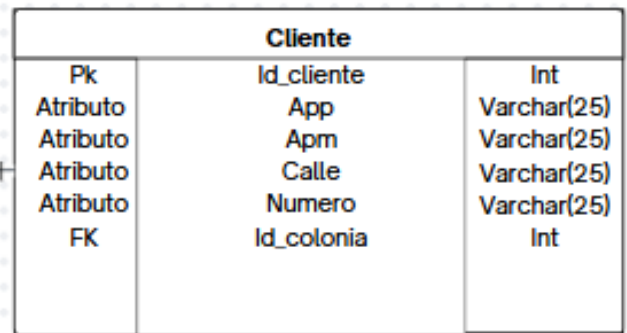 Cliente
Pk Id_cliente Int
Atributo App Varchar(25)
Atributo Apm Varchar(25)
Atributo Calle Varchar(25)
Atributo Numero Varchar(25)
FK Id_colonia Int